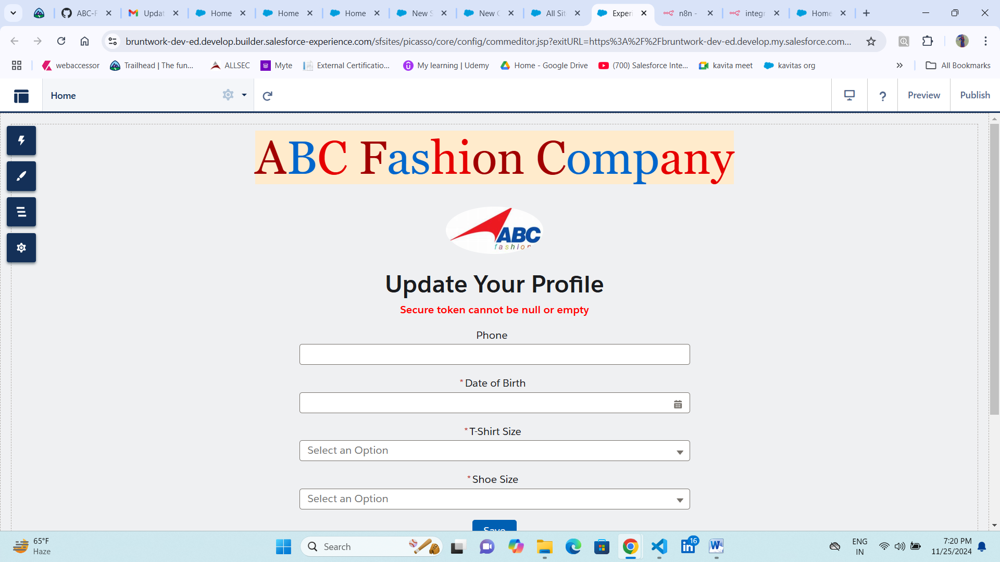 ABC-F
Updat
Home
Home
Home
New S
New C
All Sit
Experi
n8n -
integr
Home
bruntwork-dev-ed.develop.builder.salesforce-experience.com/sfsites/picasso/core/config/commeditor.jsp?exitURL=https%3A%2F%2Fbruntwork-dev-ed.develop.my.salesforce.com...
webaccessor
Trailhead | The fun...
ALLSEC
Myte
External Certificatio...
My learning | Udemy
Home - Google Drive
(700) Salesforce Inte...
kavita meet
kavitas org
All Bookmarks
Home
?
Preview
Publish
ABC Fashion Company
ABC
fashion
Update Your Profile
Secure token cannot be null or empty
Phone
*Date of Birth
*T-Shirt Size
Select an Option
*Shoe Size
Select an Option
Save
65°F
Haze
Search
16
ENG
IN
7:20 PM
11/25/2024